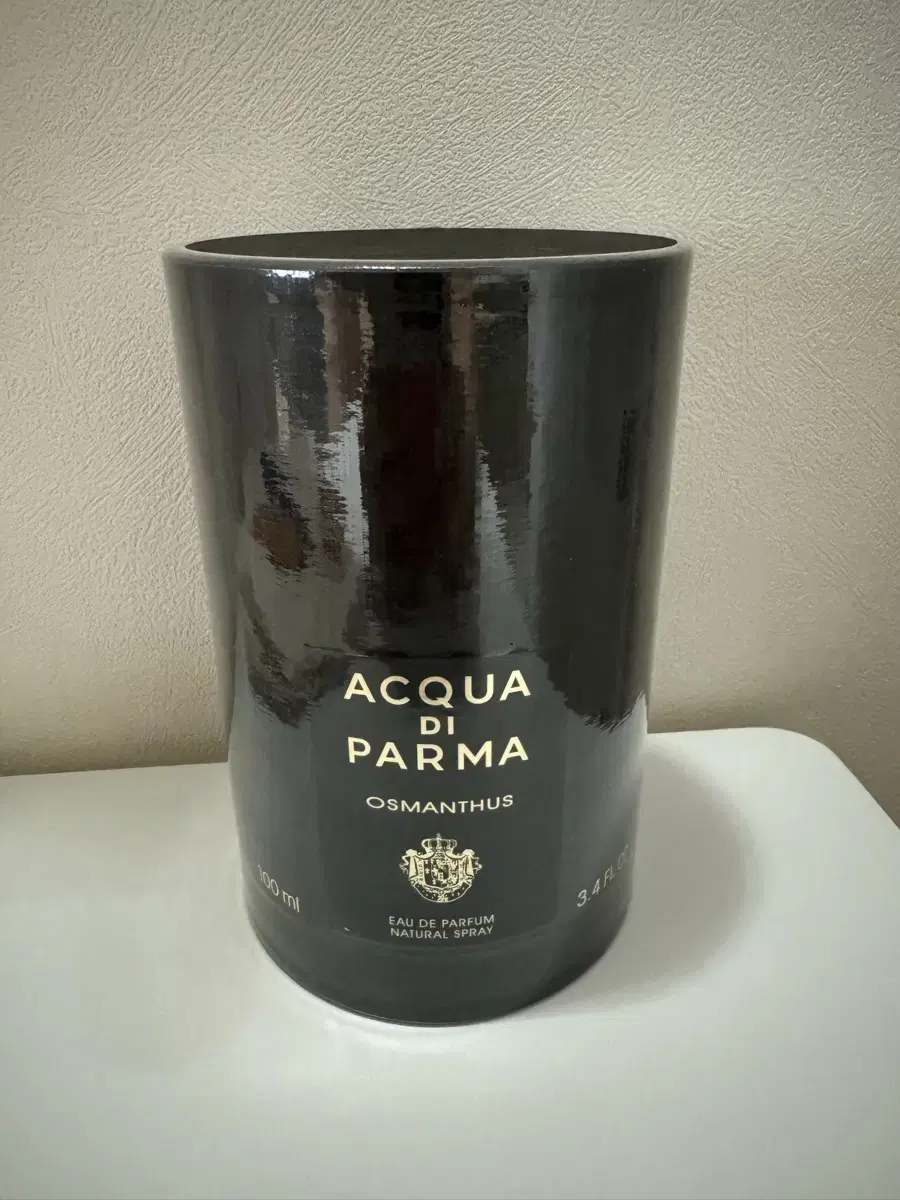 ACQUA
DI
PARMA
OSMANTHUS
100 ml
3.4 FL.OZ
EAU DE PARFUM
NATURAL SPRAY